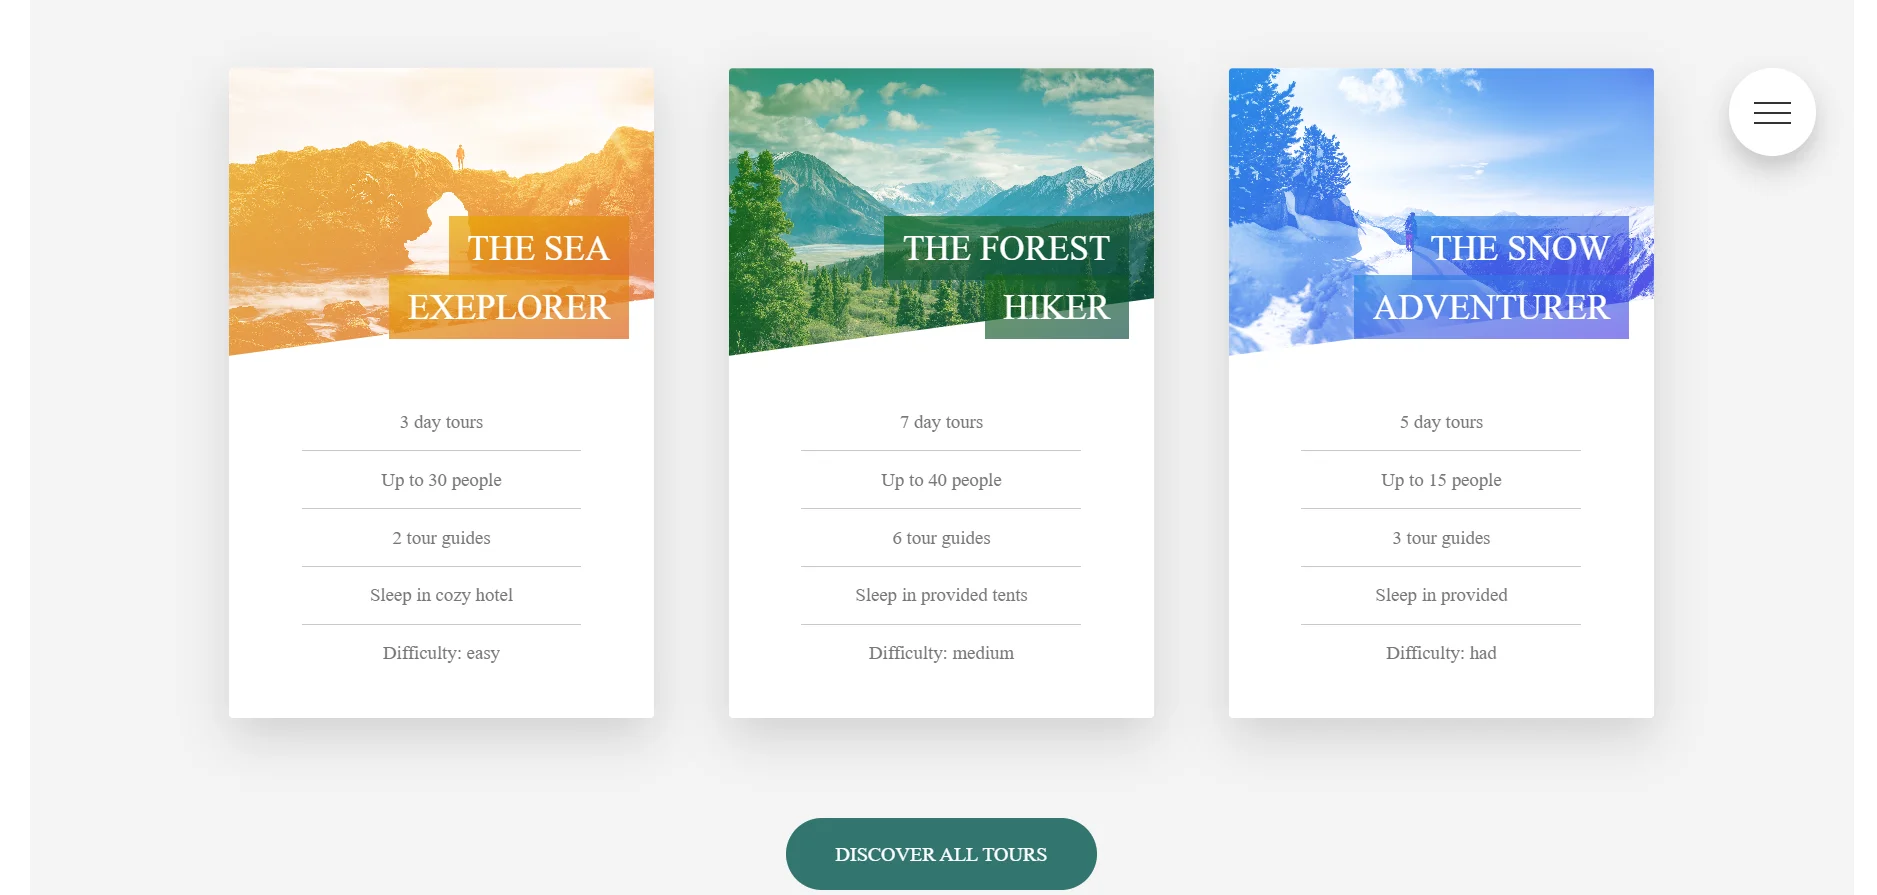 THE SEA
EXEPLORER
3 day tours
Up to 30 people
2 tour guides
Sleep in cozy hotel
Difficulty: easy
THE FOREST
HIKER
7 day tours
Up to 40 people
6 tour guides
Sleep in provided tents
Difficulty: medium
THE SNOW
ADVENTURER
5 day tours
Up to 15 people
3 tour guides
Sleep in provided
Difficulty: had
DISCOVER ALL TOURS